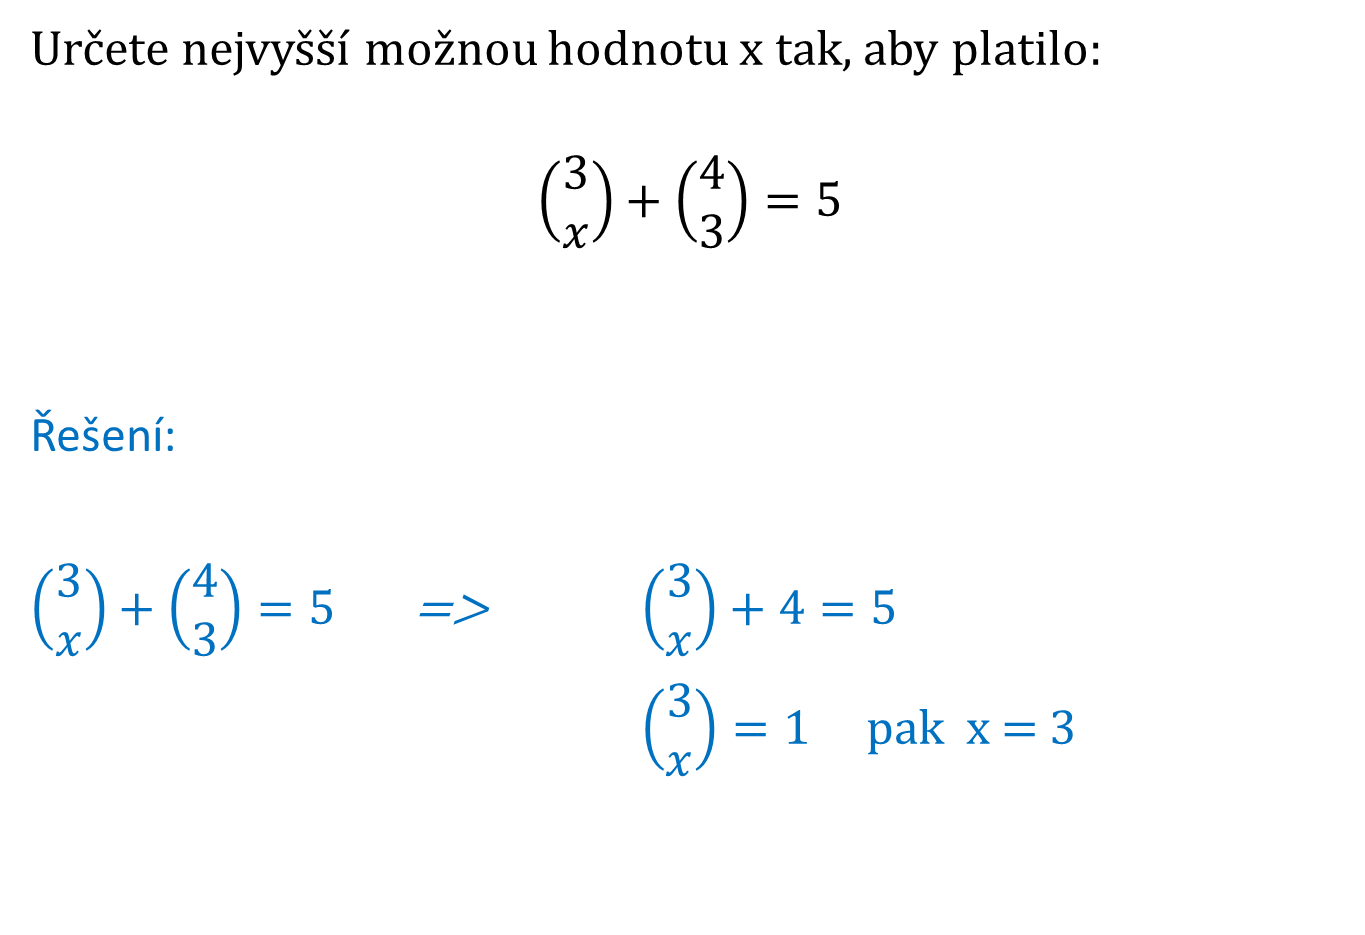 Určete nejvyšší možnou hodnotu x tak, aby platilo:
(3 x) + (4 3) = 5
Řešení:
(3 x) + (4 3) = 5 => (3 x) + 4 = 5
(3 x) = 1 pak x = 3